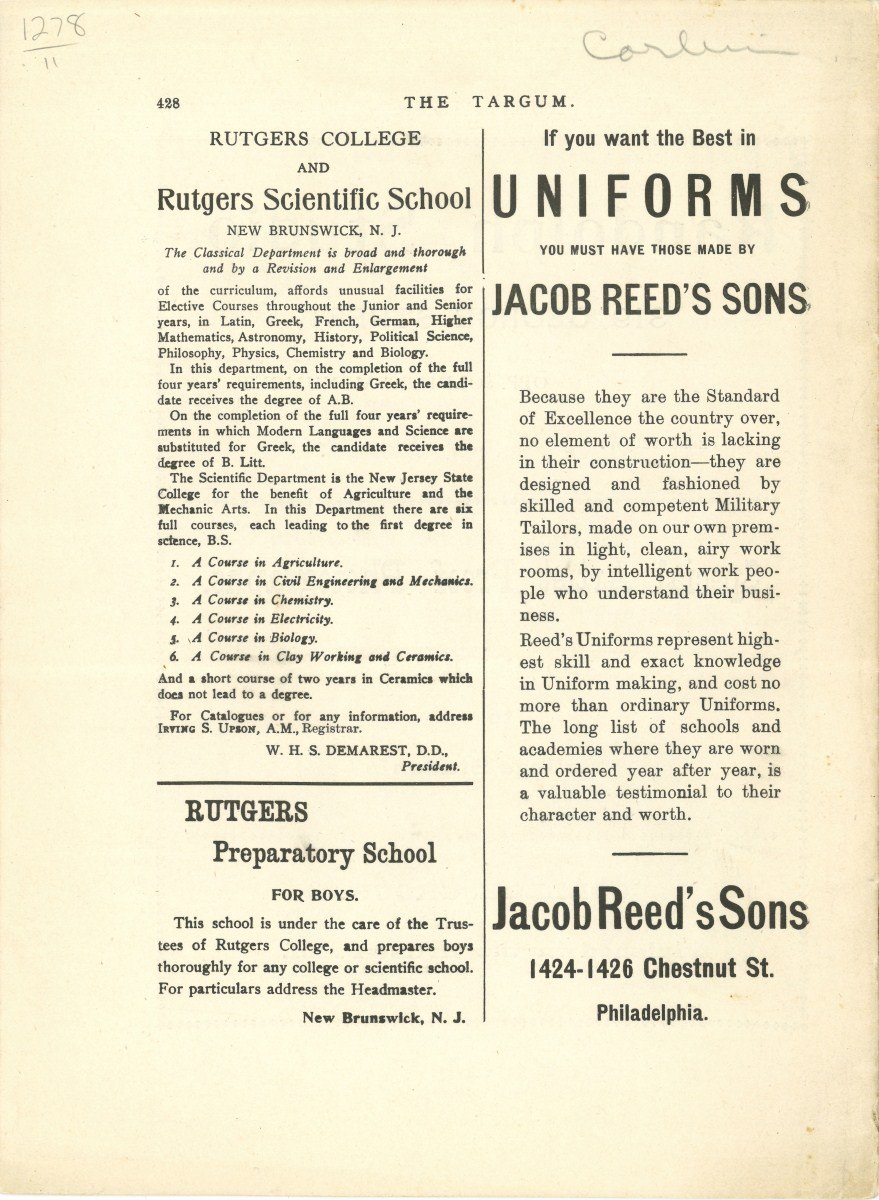 1278
11
428
THE TARGUM.
RUTGERS COLLEGE
AND
Rutgers Scientific School
NEW BRUNSWICK, N. J.
The Classical Department is broad and thorough
and by a Revision and Enlargement
of the curriculum, affords unusual facilities for
Elective Courses throughout the Junior and Senior
years, in Latin, Greek, French, German, Higher
Mathematics, Astronomy, History, Political Science,
Philosophy, Physics, Chemistry and Biology.
In this department, on the completion of the full
four years' requirements, including Greek, the candi-
date receives the degree of A.B.
On the completion of the full four years' require-
ments in which Modern Languages and Science are
substituted for Greek, the candidate receives the
degree of B. Litt.
The Scientific Department is the New Jersey State
College for the benefit of Agriculture and the
Mechanic Arts. In this Department there are six
full courses, each leading to the first degree in
science, B.S.
1. A Course in Agriculture.
2. A Course in Civil Engineering and Mechanics.
3. A Course in Chemistry.
4. A Course in Electricity.
5. A Course in Biology.
6. A Course in Clay Working and Ceramics.
And a short course of two years in Ceramics which
does not lead to a degree.
For Catalogues or for any information, address
IRVING S. UPSON, A.M., Registrar.
W. H. S. DEMAREST, D.D.,
President.
RUTGERS
Preparatory School
FOR BOYS.
This school is under the care of the Trus-
tees of Rutgers College, and prepares boys
thoroughly for any college or scientific school.
For particulars address the Headmaster.
New Brunswick, N. J.
If you want the Best in
UNIFORMS
YOU MUST HAVE THOSE MADE BY
JACOB REED'S SONS
Because they are the Standard
of Excellence the country over,
no element of worth is lacking
in their construction—they are
designed and fashioned by
skilled and competent Military
Tailors, made on our own prem-
ises in light, clean, airy work
rooms, by intelligent work peo-
ple who understand their busi-
ness.
Reed's Uniforms represent high-
est skill and exact knowledge
in Uniform making, and cost no
more than ordinary Uniforms.
The long list of schools and
academies where they are worn
and ordered year after year, is
a valuable testimonial to their
character and worth.
Jacob Reed's Sons
1424-1426 Chestnut St.
Philadelphia.